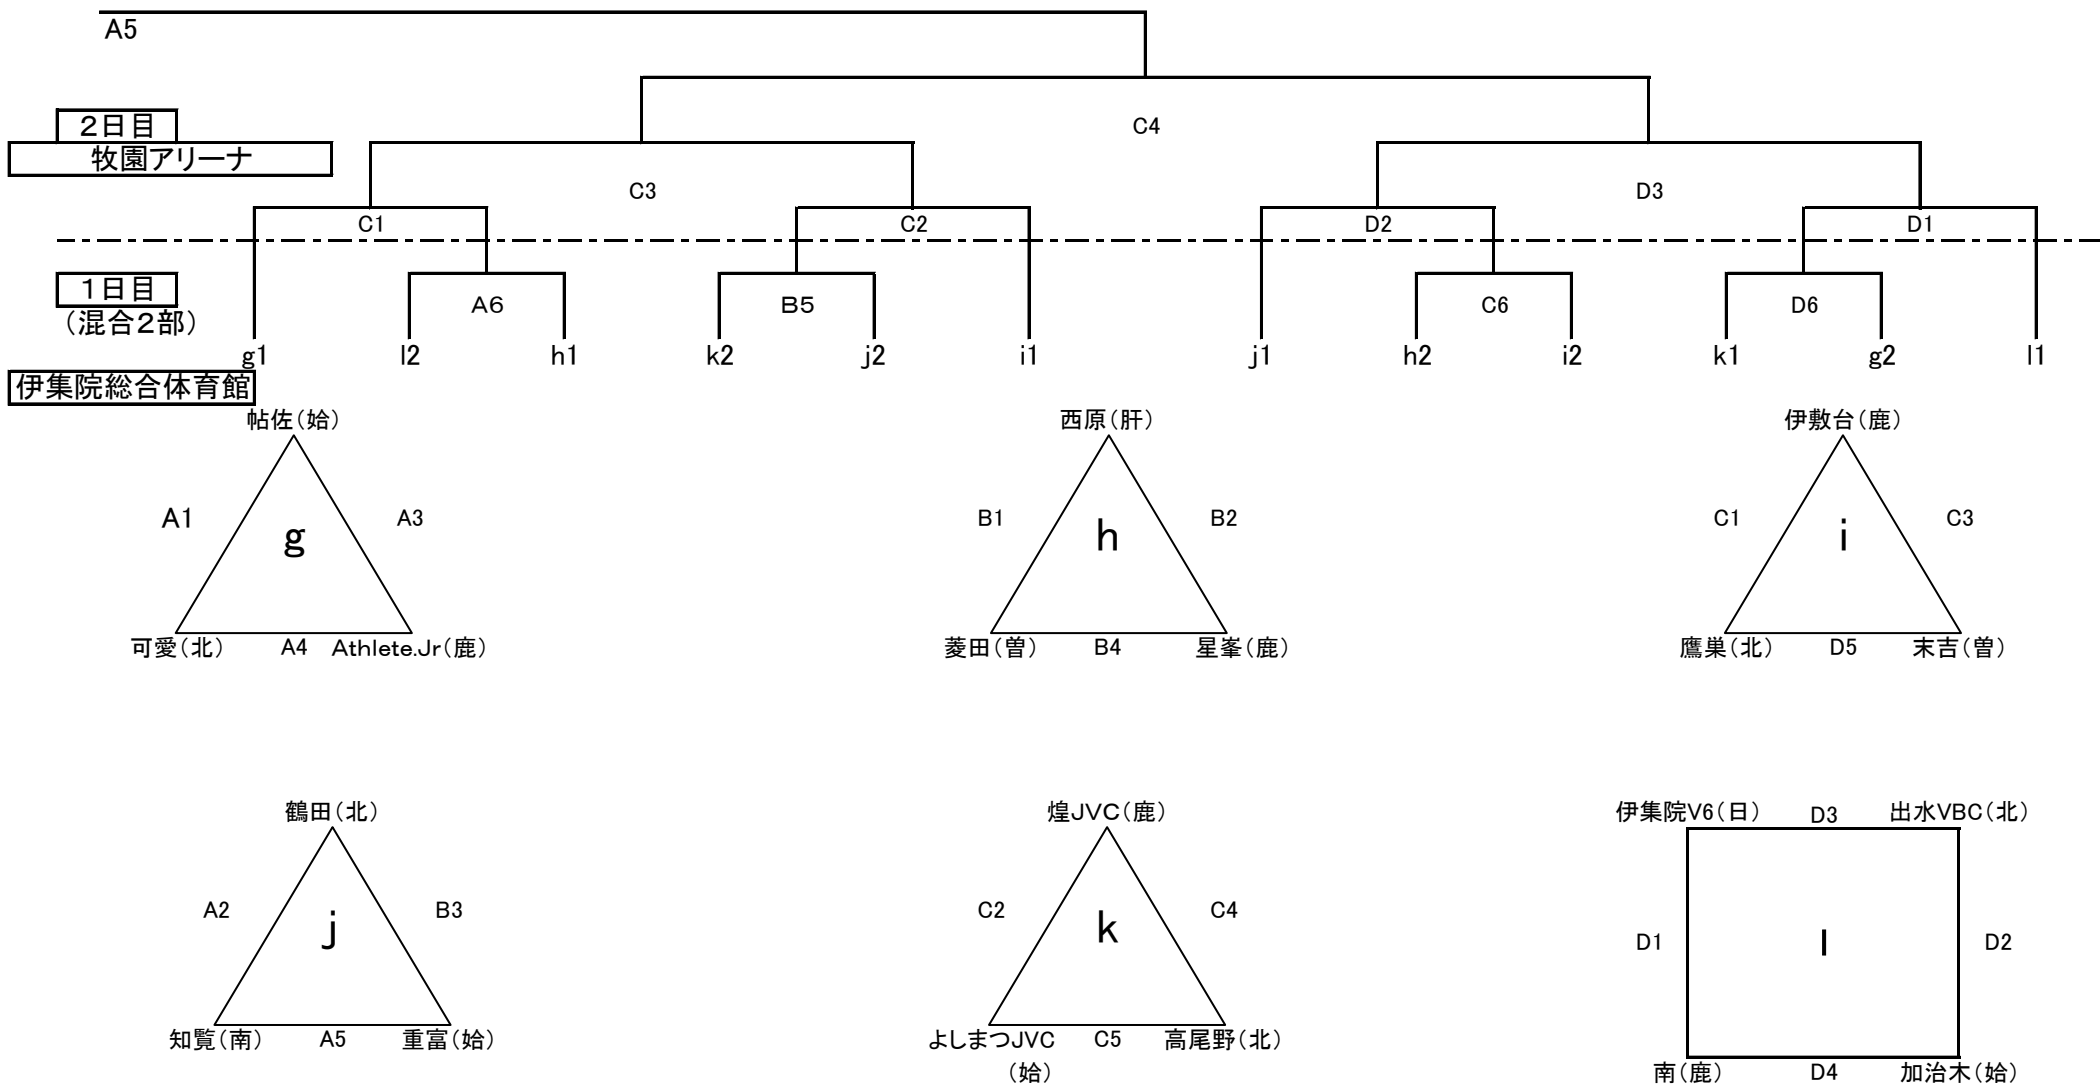 A5
2日目
C4
牧園アリーナ
C3
D3
C1
C2
D2
D1
1日目
A6
B5
C6
D6
(混合2部)
g1
l2
h1
k2
j2
i1
j1
h2
i2
k1
g2
l1
伊集院総合体育館
帖佐(姶)
西原(肝)
伊敷台(鹿)
A1
g
A3
B1
h
B2
C1
i
C3
可愛(北)
A4
Athlete.Jr(鹿)
菱田(曽)
B4
星峯(鹿)
鷹巣(北)
D5
末吉(曽)
鶴田(北)
煌JVC(鹿)
伊集院V6(日)
D3
出水VBC(北)
A2
j
B3
C2
k
C4
D1
l
D2
知覧(南)
A5
重富(姶)
よしまつJVC
(姶)
C5
高尾野(北)
南(鹿)
D4
加治木(姶)